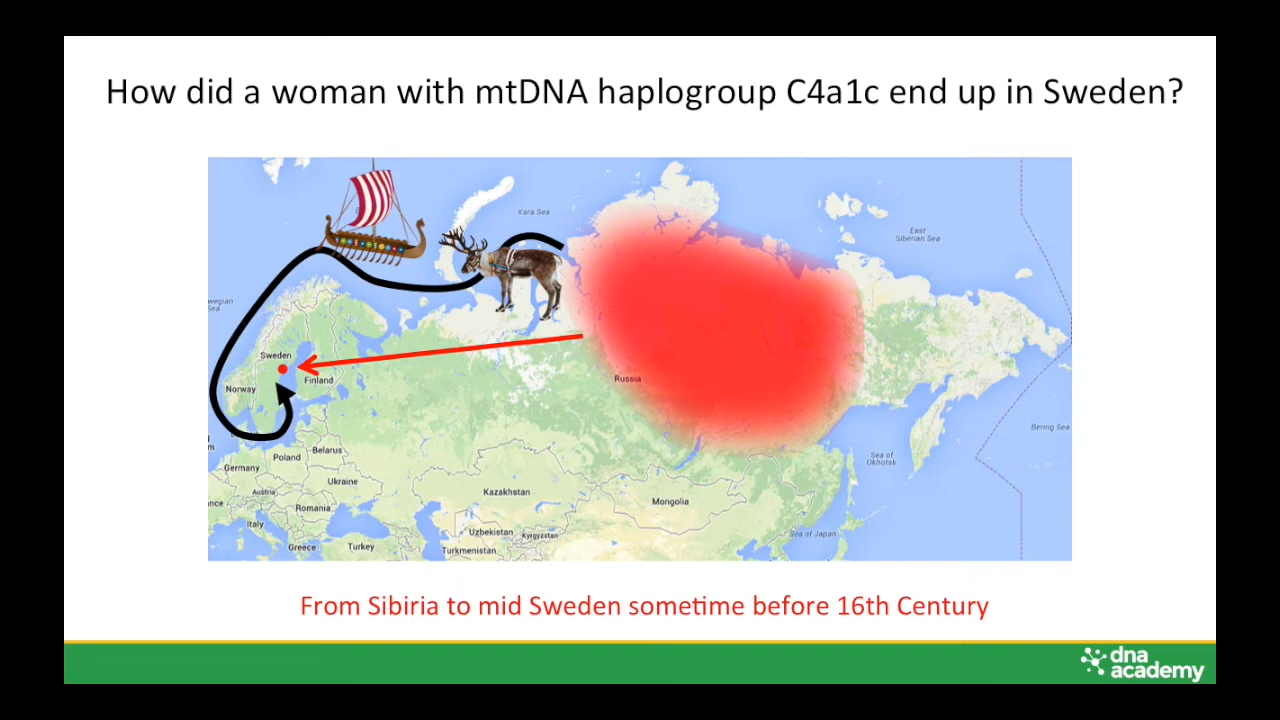 How did a woman with mtDNA haplogroup C4a1c end up in Sweden?
Kara Sea
East
Siberian Sea
wegian
Sea
Sweden
Finland
Norway
Russia
Bering Sea
Sea of
Okhotsk
Poland
Belarus
Germany
Ukraine
Austria
nce
Romania
Italy
Greece
Turkey
Kazakhstan
Mongolia
Uzbekistan
Kyrgyzstan
Turkmenistan
Sea of Japan
From Sibiria to mid Sweden sometime before 16th Century
dna
academy